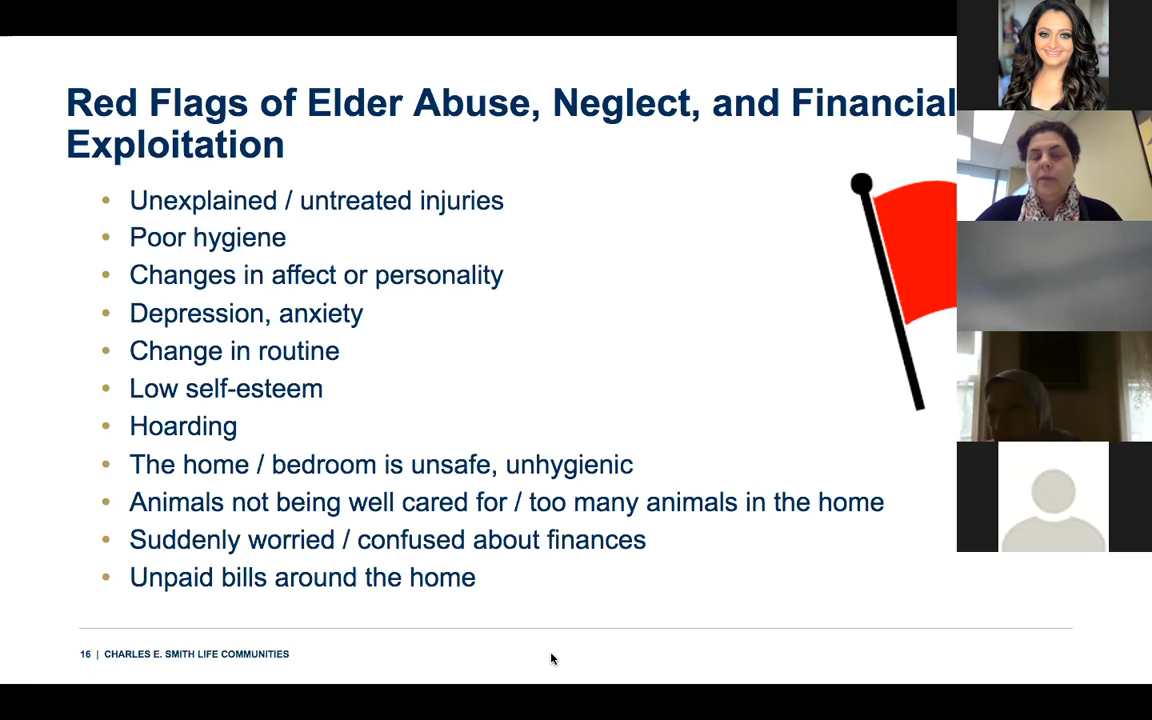 Red Flags of Elder Abuse, Neglect, and Financial
Exploitation
• Unexplained / untreated injuries
• Poor hygiene
• Changes in affect or personality
• Depression, anxiety
• Change in routine
• Low self-esteem
• Hoarding
• The home / bedroom is unsafe, unhygienic
• Animals not being well cared for / too many animals in the home
• Suddenly worried / confused about finances
• Unpaid bills around the home
16 | CHARLES E. SMITH LIFE COMMUNITIES